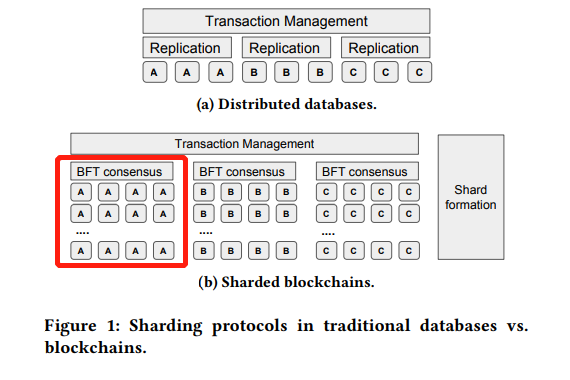 Transaction Management
Replication Replication Replication
A A A B B B C C C
(a) Distributed databases.
Transaction Management
BFT consensus BFT consensus BFT consensus
A A A A B B B B C C C C
A A A A B B B B C C C C
.... .... ....
A A A A B B B B C C C C
Shard
formation
(b) Sharded blockchains.
Figure 1: Sharding protocols in traditional databases vs.
blockchains.